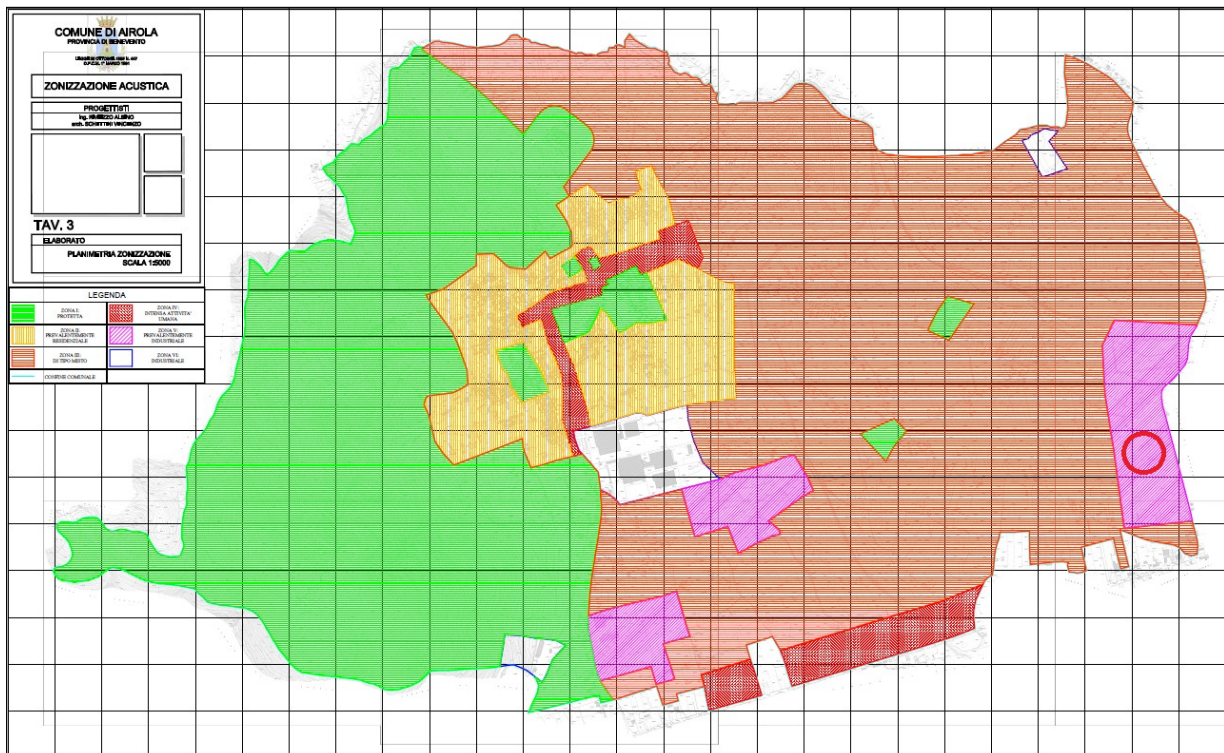 COMUNE DI AIROLA
PROVINCIA DI BENEVENTO
ZONIZZAZIONE ACUSTICA
PROGETTISTI
TAV. 3
ELABORATO
PLANIMETRIA ZONIZZAZIONE
SCALA 1:5000
LEGENDA
ZONA I:
PROTETTA
ZONA IV:
INTENSA ATTIVITA'
UMANA
ZONA II:
PREVALENTEMENTE
RESIDENZIALE
ZONA V:
PREVALENTEMENTE
INDUSTRIALE
ZONA III:
DI TIPO MISTO
ZONA VI:
INDUSTRIALE
CONFINE COMUNALE